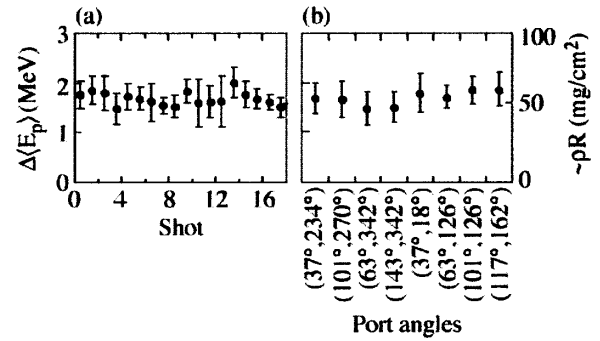 (a)
(b)
3
2
1
0
Δ⟨Ep⟩ (MeV)
0 4 8 12 16
Shot
100
50
0
~ρR (mg/cm2)
(37°,234°)
(101°,270°)
(63°,342°)
(143°,342°)
(37°,18°)
(63°,126°)
(101°,126°)
(117°,162°)
Port angles